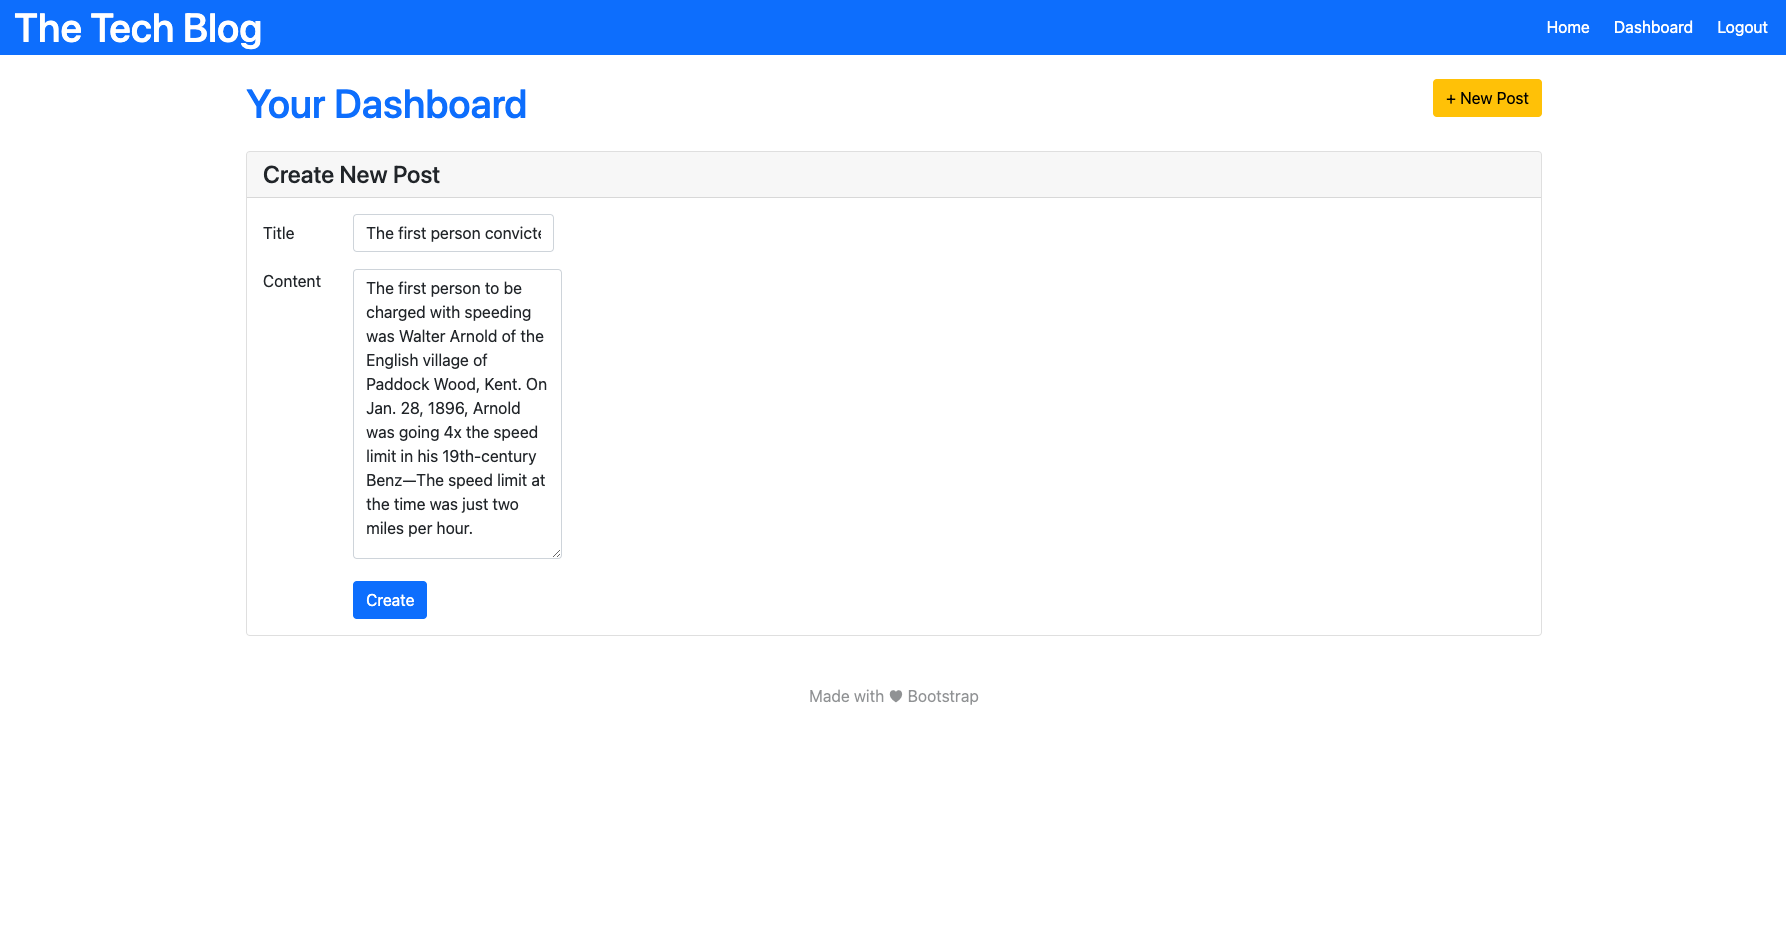 The Tech Blog
Home
Dashboard
Logout
Your Dashboard
+ New Post
Create New Post
Title
The first person
Content
The first person to be
charged with speeding
was Walter Arnold of the
English village of
Paddock Wood, Kent. On
Jan. 28, 1896, Arnold
was going 4x the speed
limit in his 19th-century
Benz—The speed limit at
the time was just two
miles per hour.
Create
Made with ♥ Bootstrap